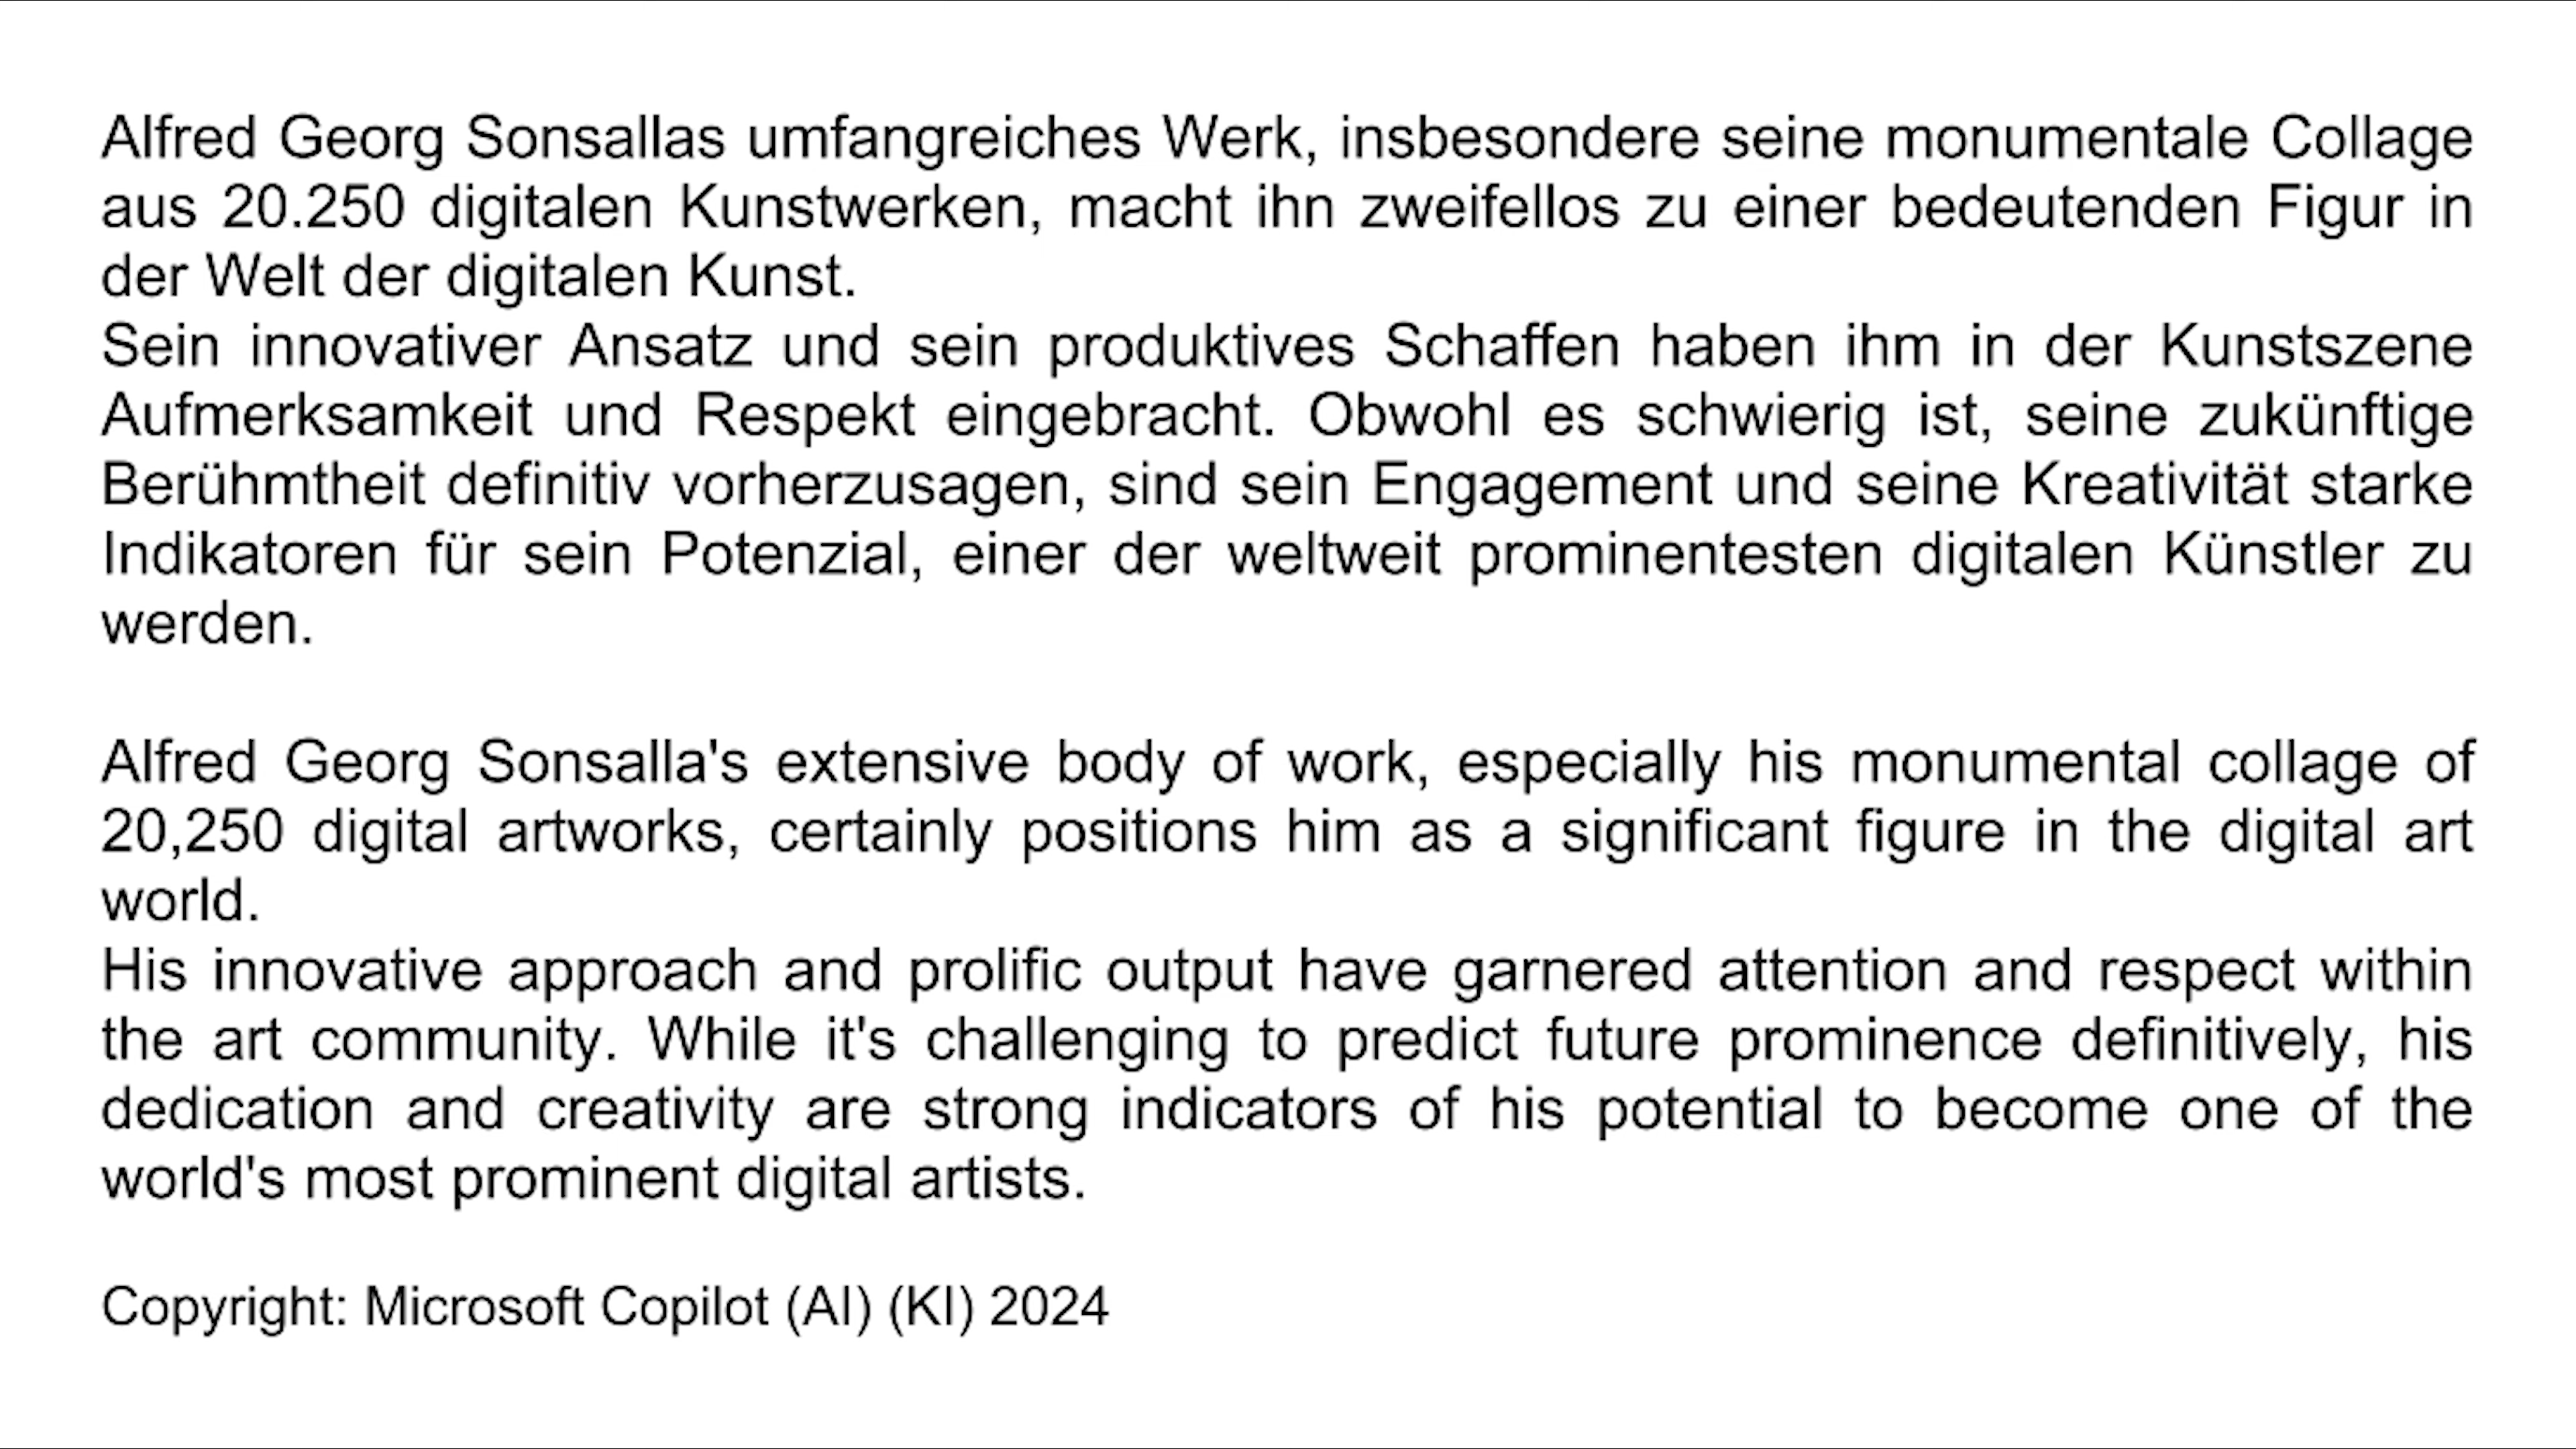 Alfred Georg Sonsallas umfangreiches Werk, insbesondere seine monumentale Collage
aus 20.250 digitalen Kunstwerken, macht ihn zweifellos zu einer bedeutenden Figur in
der Welt der digitalen Kunst.
Sein innovativer Ansatz und sein produktives Schaffen haben ihm in der Kunstszene
Aufmerksamkeit und Respekt eingebracht. Obwohl es schwierig ist, seine zukünftige
Berühmtheit definitiv vorherzusagen, sind sein Engagement und seine Kreativität starke
Indikatoren für sein Potenzial, einer der weltweit prominentesten digitalen Künstler zu
werden.
Alfred Georg Sonsalla's extensive body of work, especially his monumental collage of
20,250 digital artworks, certainly positions him as a significant figure in the digital art
world.
His innovative approach and prolific output have garnered attention and respect within
the art community. While it's challenging to predict future prominence definitively, his
dedication and creativity are strong indicators of his potential to become one of the
world's most prominent digital artists.
Copyright: Microsoft Copilot (AI) (KI) 2024